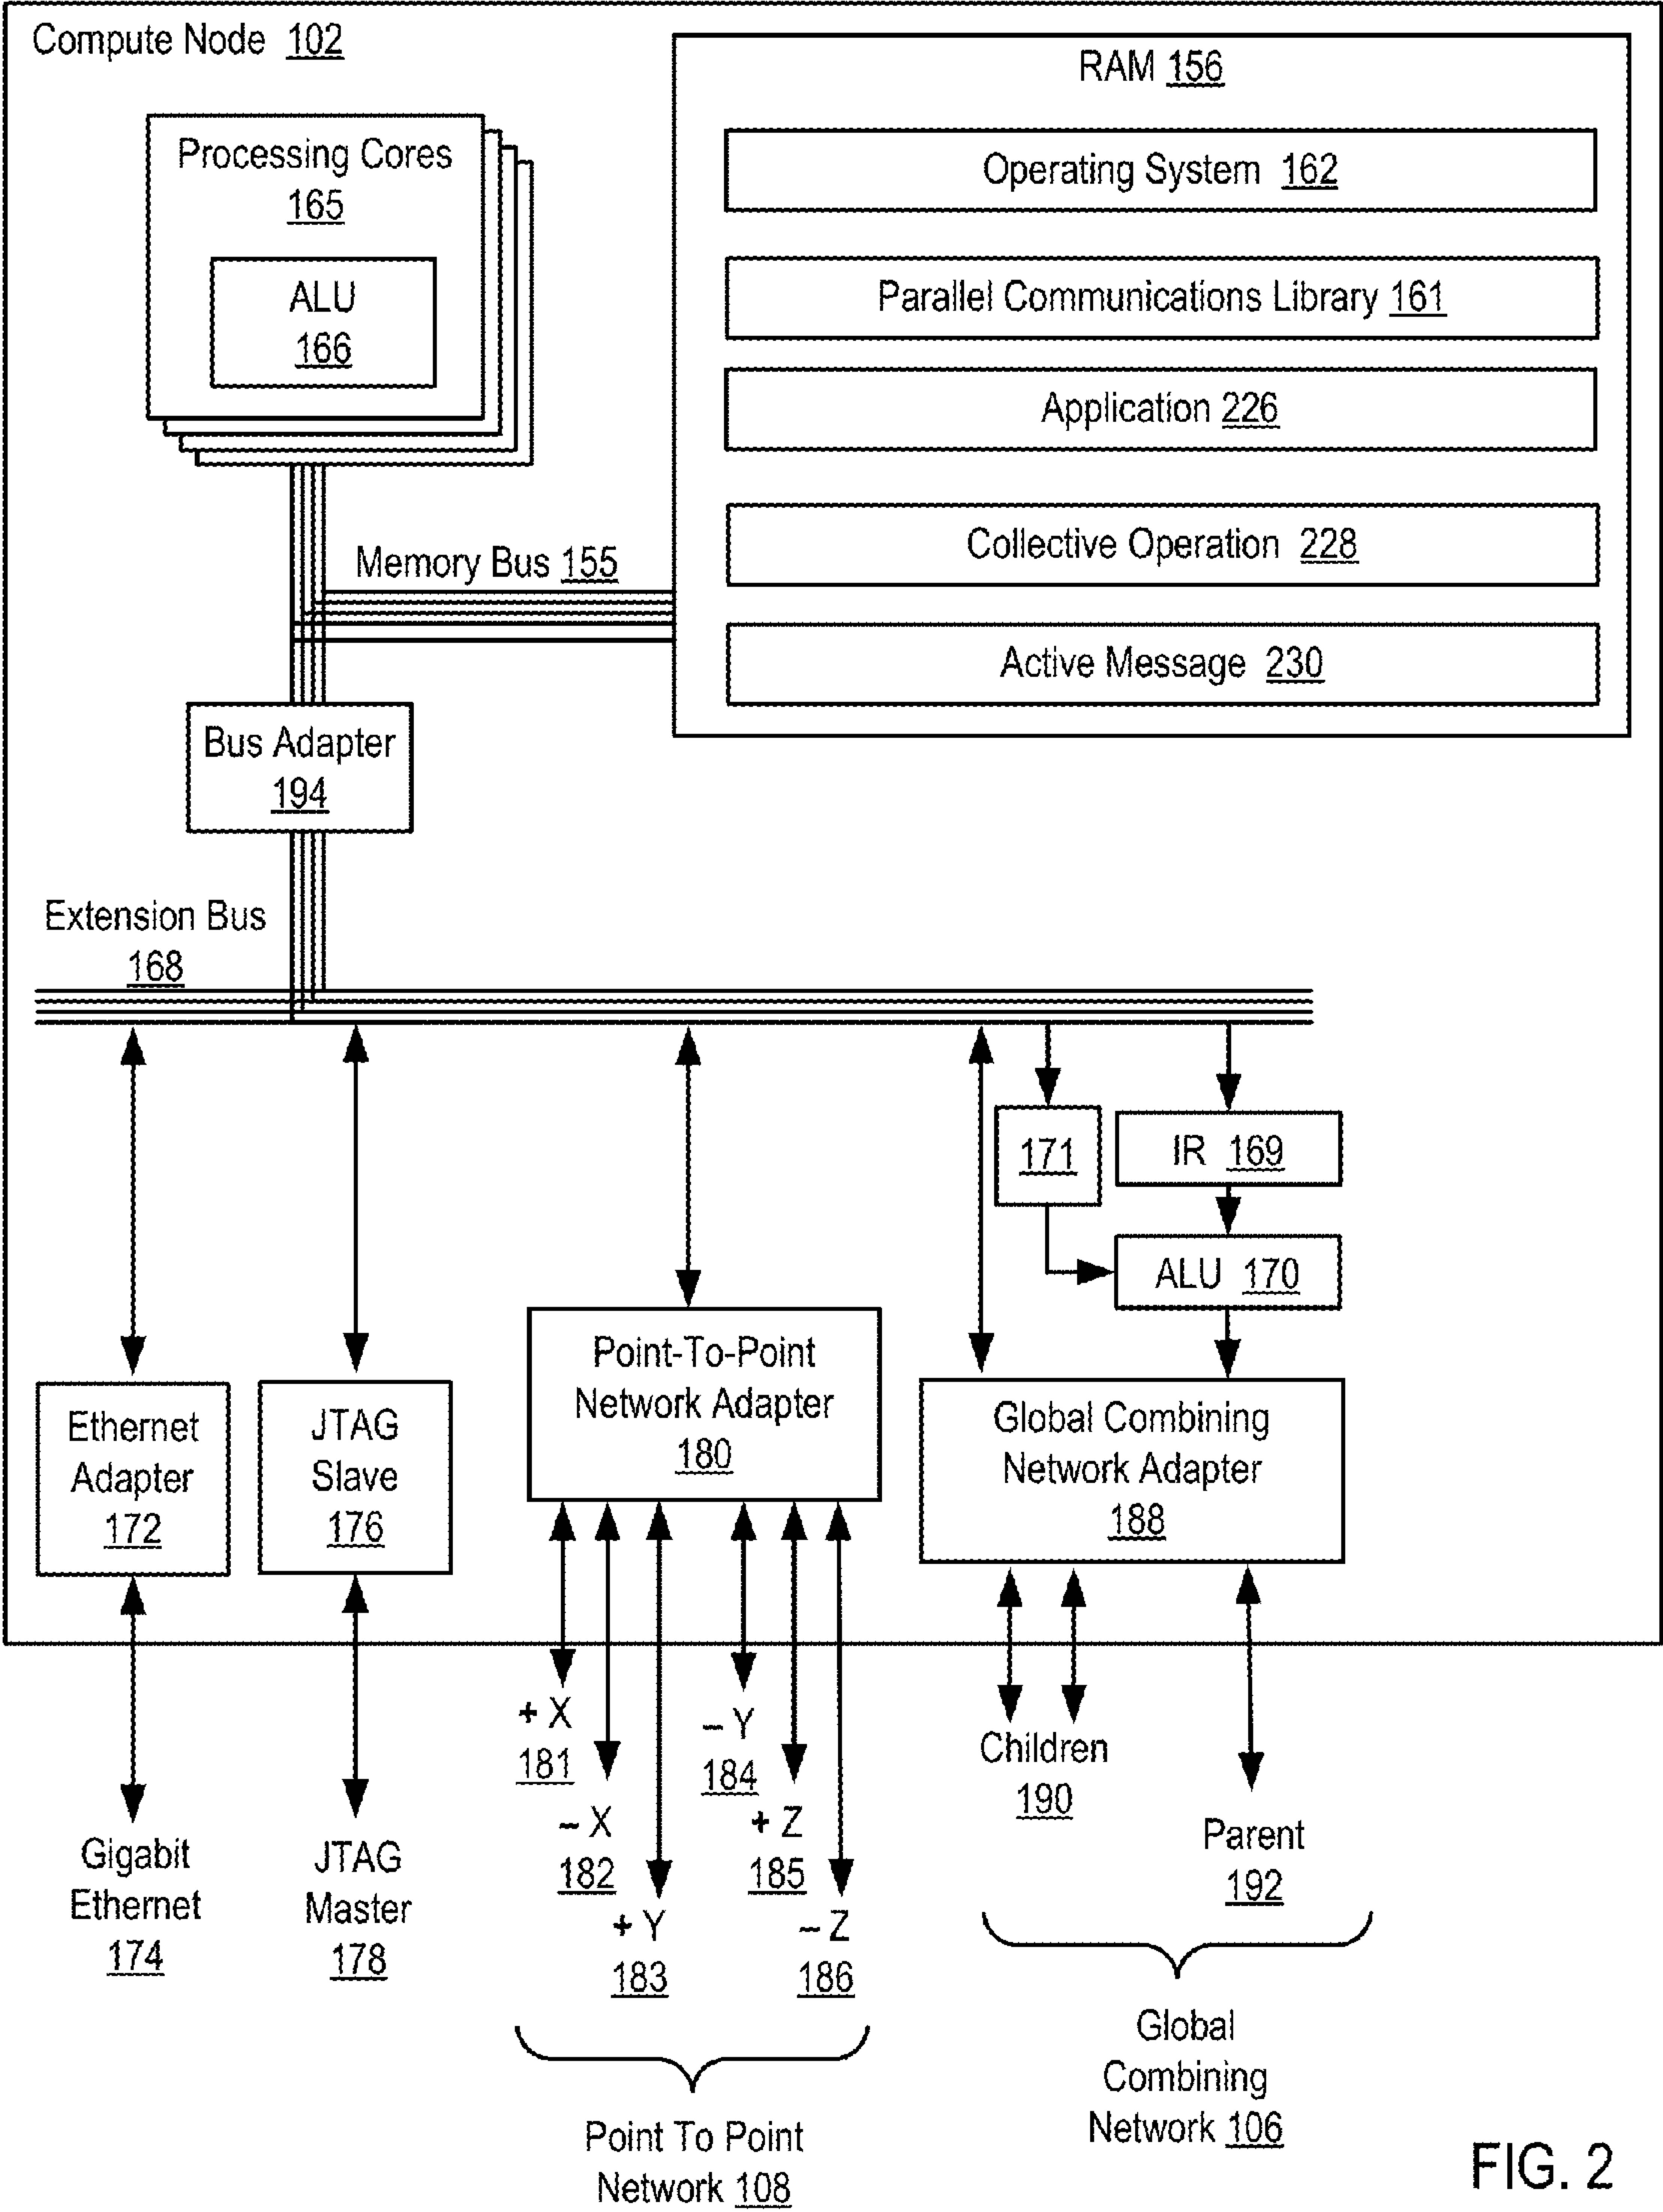 Compute Node 102
RAM 156
Processing Cores
165
ALU
166
Operating System 162
Parallel Communications Library 161
Application 226
Collective Operation 228
Active Message 230
Memory Bus 155
Bus Adapter
194
Extension Bus
168
171
IR 169
ALU 170
Ethernet
Adapter
172
JTAG
Slave
176
Point-To-Point
Network Adapter
180
Global Combining
Network Adapter
188
+ X
181
– X
182
+ Y
183
– Y
184
+ Z
185
– Z
186
Children
190
Parent
192
Gigabit
Ethernet
174
JTAG
Master
178
Point To Point
Network 108
Global
Combining
Network 106
FIG. 2